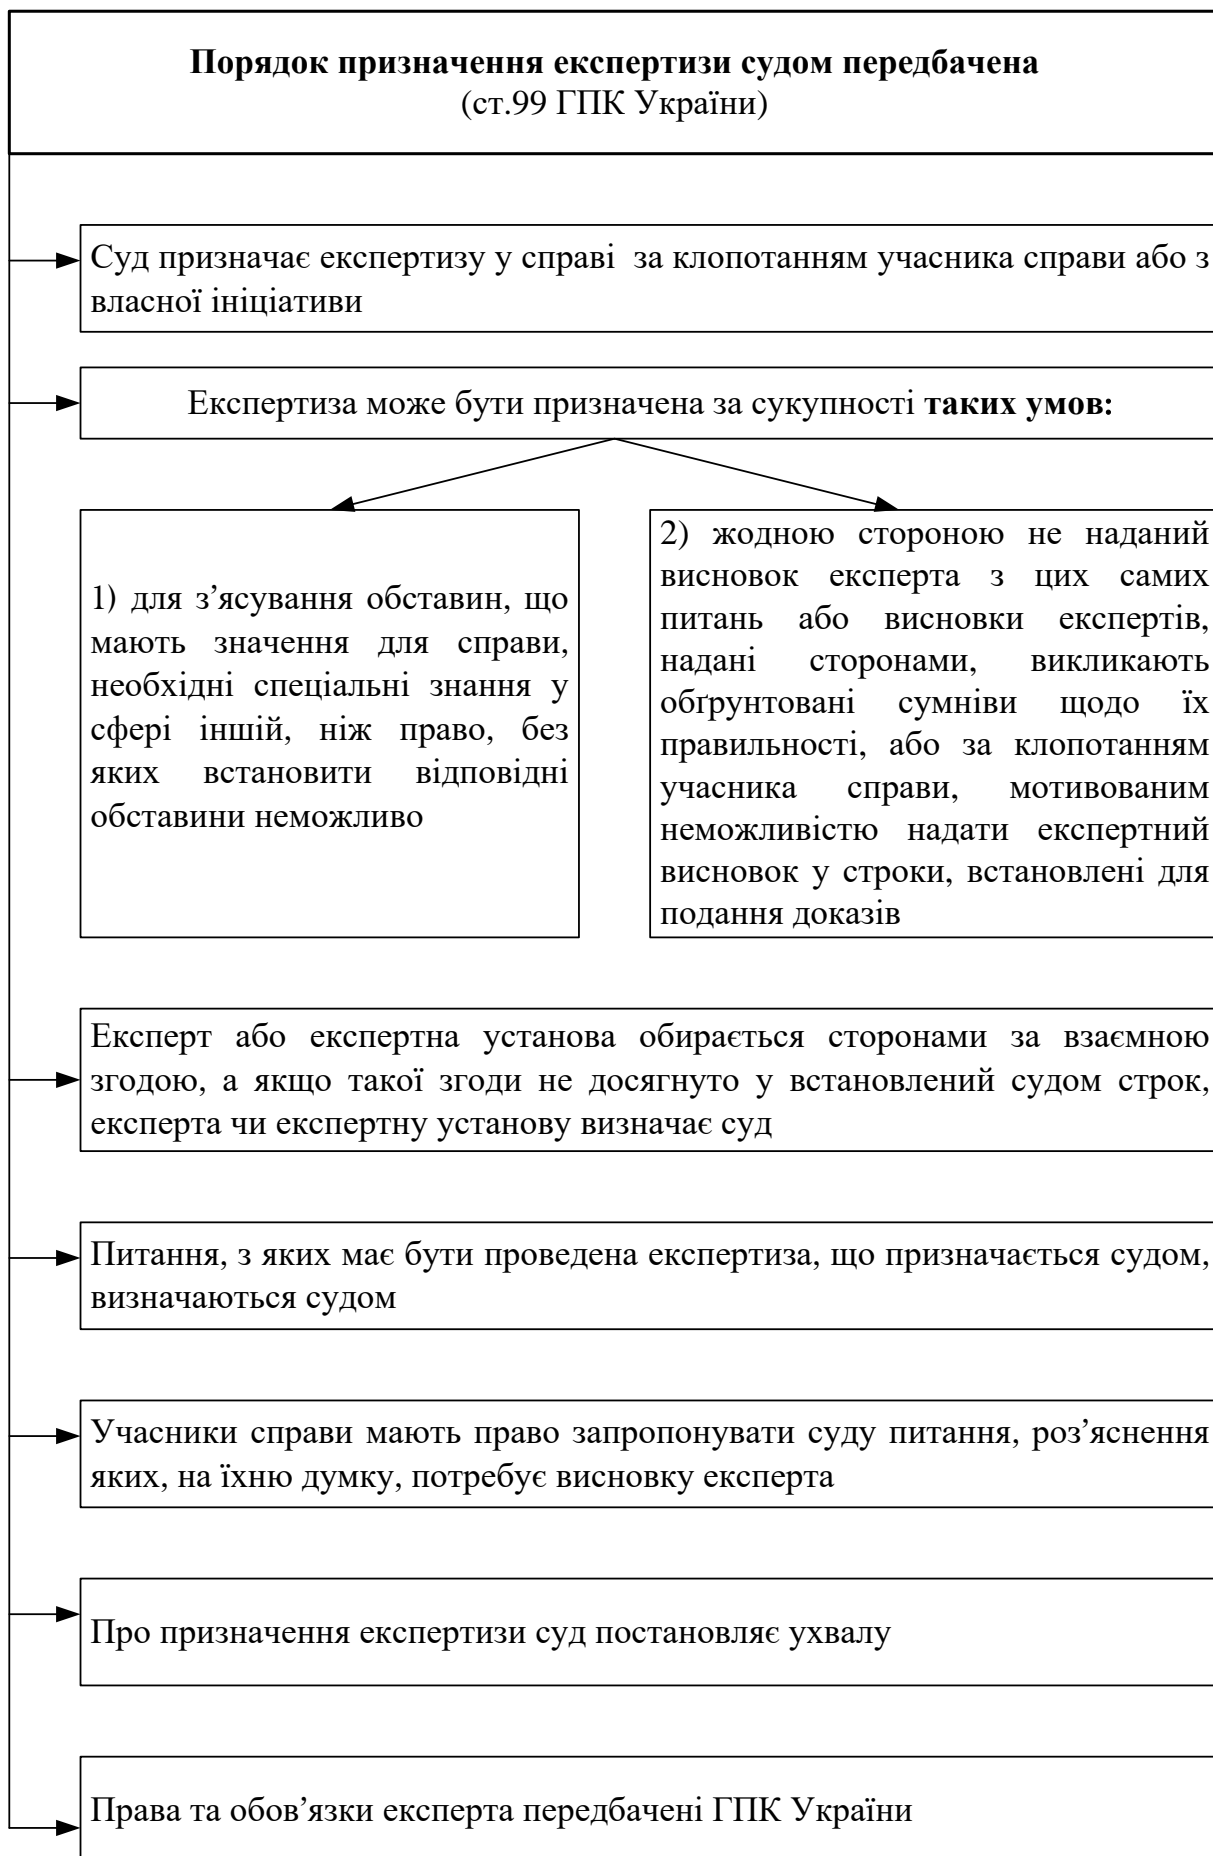 Порядок призначення експертизи судом передбачена
(ст.99 ГПК України)
Суд призначає експертизу у справі за клопотанням учасника справи або з
власної ініціативи
Експертиза може бути призначена за сукупності таких умов:
1) для з’ясування обставин, що
мають значення для справи,
необхідні спеціальні знання у
сфері іншій, ніж право, без
яких встановити відповідні
обставини неможливо
2) жодною стороною не наданий
висновок експерта з цих самих
питань або висновки експертів,
надані сторонами, викликають
обґрунтовані сумніви щодо їх
правильності, або за клопотанням
учасника справи, мотивованим
неможливістю надати експертний
висновок у строки, встановлені для
подання доказів
Експерт або експертна установа обирається сторонами за взаємною
згодою, а якщо такої згоди не досягнуто у встановлений судом строк,
експерта чи експертну установу визначає суд
Питання, з яких має бути проведена експертиза, що призначається судом,
визначаються судом
Учасники справи мають право запропонувати суду питання, роз’яснення
яких, на їхню думку, потребує висновку експерта
Про призначення експертизи суд постановляє ухвалу
Права та обов’язки експерта передбачені ГПК України